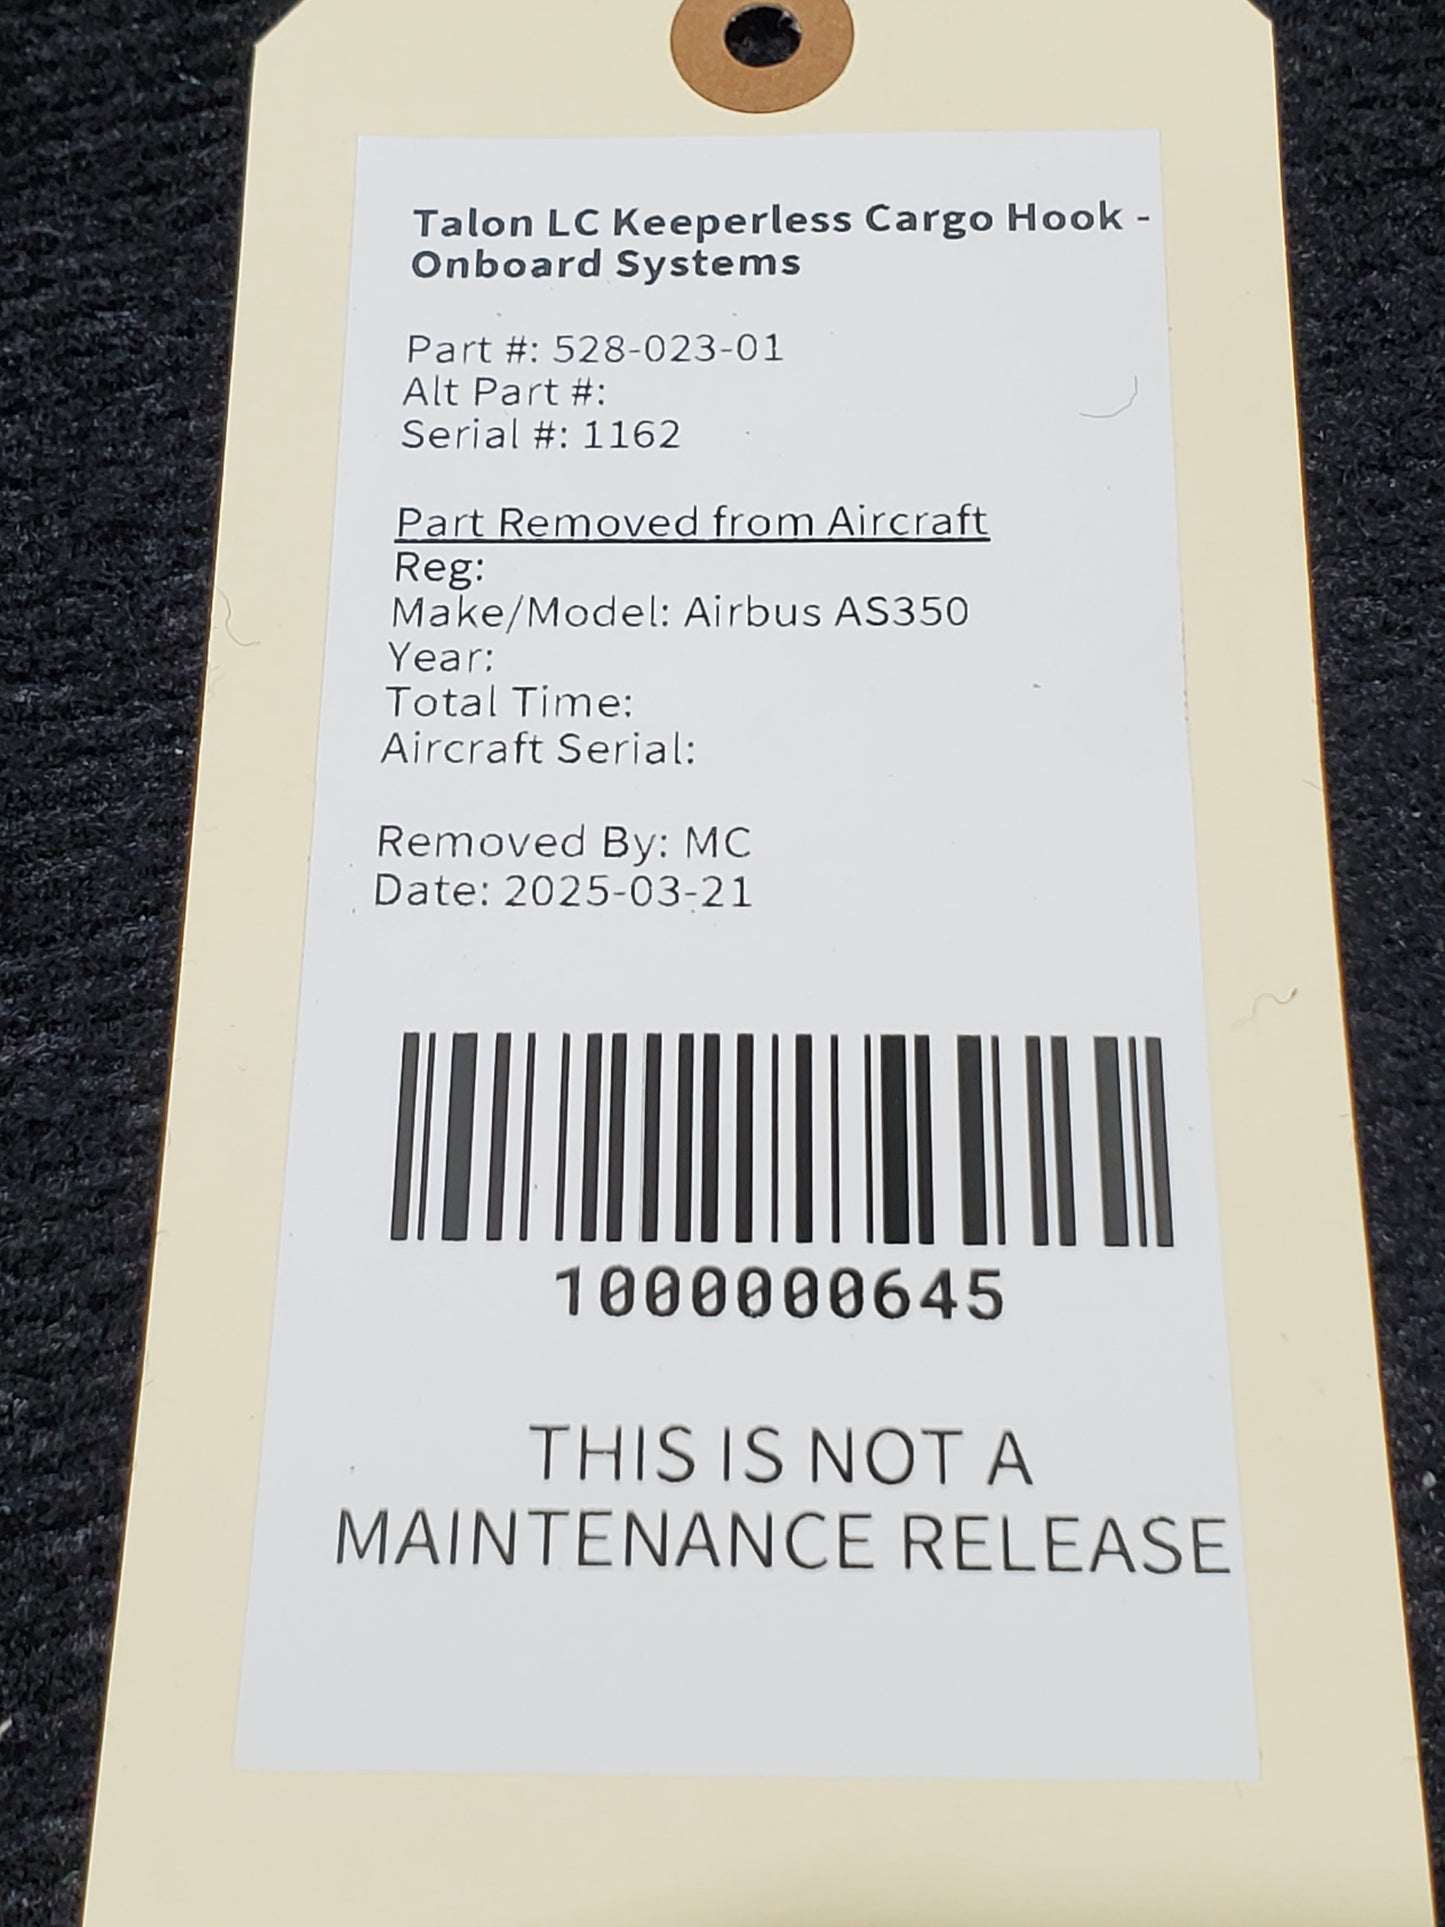 Talon LC Keeperless Cargo Hook -
Onboard Systems
Part #: 528-023-01
Alt Part #:
Serial #: 1162
Part Removed from Aircraft
Reg:
Make/Model: Airbus AS350
Year:
Total Time:
Aircraft Serial:
Removed By: MC
Date: 2025-03-21
1000000645
THIS IS NOT A
MAINTENANCE RELEASE